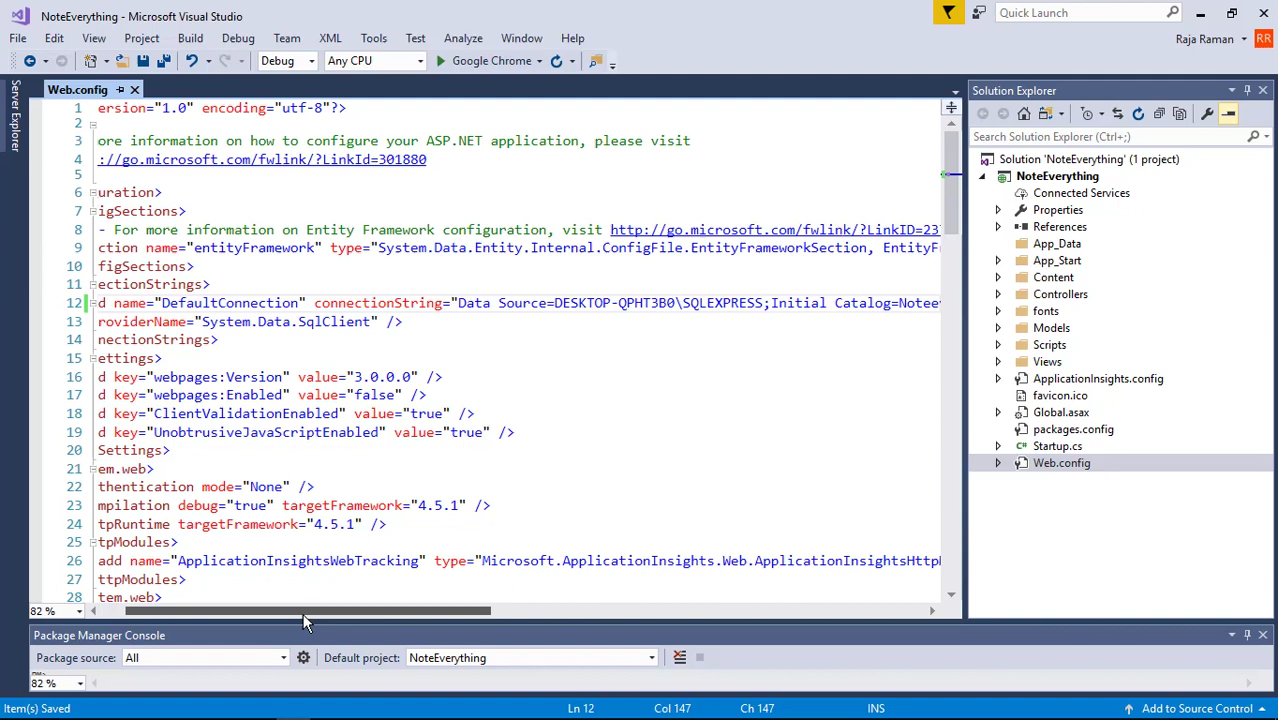 NoteEverything - Microsoft Visual Studio
Quick Launch
File Edit View Project Build Debug Team XML Tools Test Analyze Window Help
Raja Raman RR
Debug Any CPU Google Chrome
Server Explorer
Web.config
1 ersion="1.0" encoding="utf-8"?>
2
3 ore information on how to configure your ASP.NET application, please visit
4 ://go.microsoft.com/fwlink/?LinkId=301880
5
6 uration>
7 igSections>
8 - For more information on Entity Framework configuration, visit http://go.microsoft.com/fwlink/?LinkID=23
9 ction name="entityFramework" type="System.Data.Entity.Internal.ConfigFile.EntityFrameworkSection, EntityF
10 figSections>
11 ectionStrings>
12 d name="DefaultConnection" connectionString="Data Source=DESKTOP-QPHT3B0\SQLEXPRESS;Initial Catalog=Notee
13 roviderName="System.Data.SqlClient" />
14 nectionStrings>
15 ettings>
16 d key="webpages:Version" value="3.0.0.0" />
17 d key="webpages:Enabled" value="false" />
18 d key="ClientValidationEnabled" value="true" />
19 d key="UnobtrusiveJavaScriptEnabled" value="true" />
20 Settings>
21 em.web>
22 thentication mode="None" />
23 mpilation debug="true" targetFramework="4.5.1" />
24 tpRuntime targetFramework="4.5.1" />
25 tpModules>
26 add name="ApplicationInsightsWebTracking" type="Microsoft.ApplicationInsights.Web.ApplicationInsightsHttpM
27 ttpModules>
28 tem.web>
82 %
Solution Explorer
Search Solution Explorer (Ctrl+;)
Solution 'NoteEverything' (1 project)
NoteEverything
Connected Services
Properties
References
App_Data
App_Start
Content
Controllers
fonts
Models
Scripts
Views
ApplicationInsights.config
favicon.ico
Global.asax
packages.config
C# Startup.cs
Web.config
Package Manager Console
Package source: All Default project: NoteEverything
82 %
Item(s) Saved Ln 12 Col 147 Ch 147 INS Add to Source Control